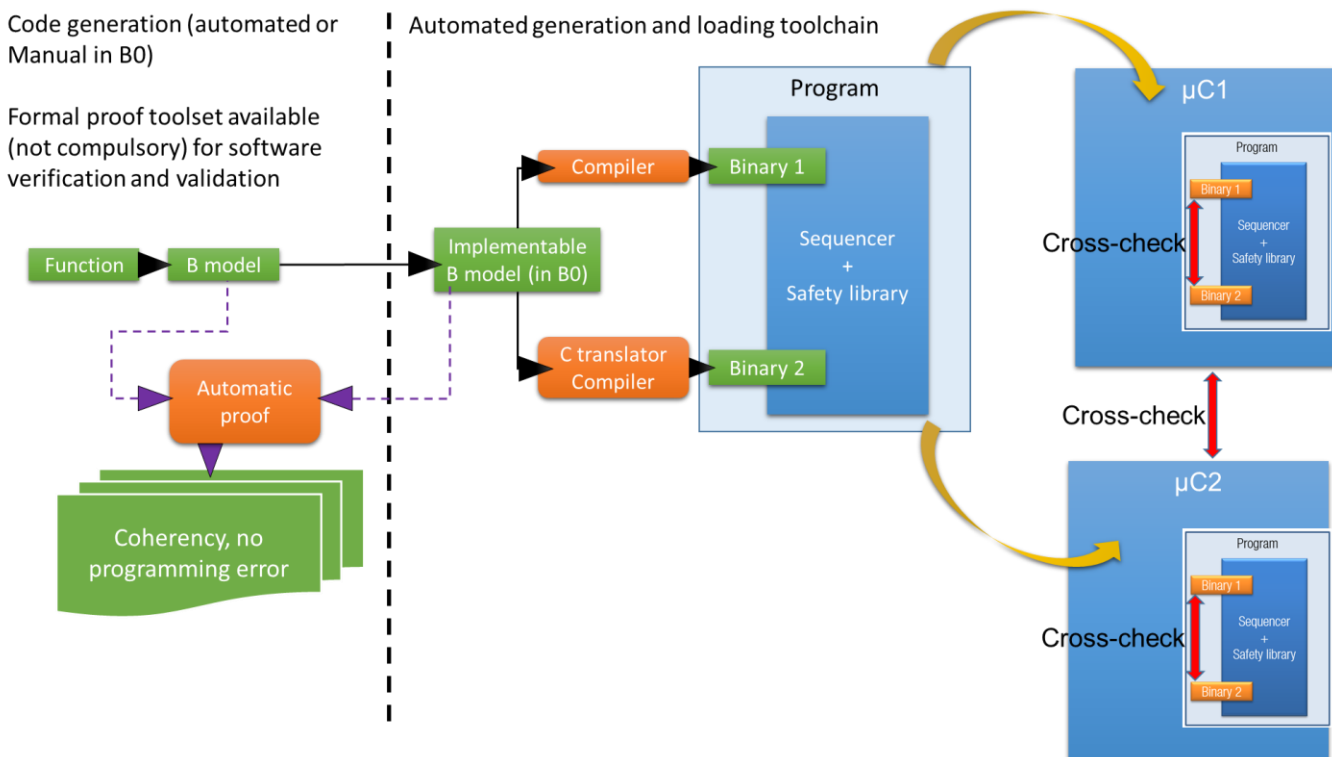 Code generation (automated or
Manual in B0)
Formal proof toolset available
(not compulsory) for software
verification and validation
Automated generation and loading toolchain
Function
B model
Automatic
proof
Coherency, no
programming error
Implementable
B model (in B0)
Compiler
C translator
Compiler
Program
Binary 1
Sequencer
+
Safety library
Binary 2
µC1
Program
Binary 1
Cross-check
Sequencer
+
Safety library
Binary 2
Cross-check
µC2
Program
Binary 1
Cross-check
Sequencer
+
Safety library
Binary 2